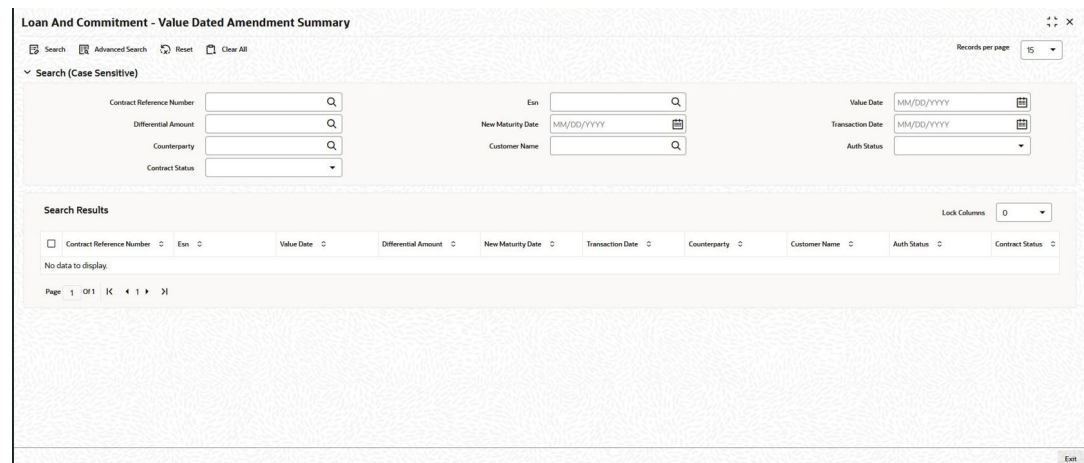 Loan And Commitment - Value Dated Amendment Summary
Search Advanced Search Reset Clear All Records per page 15
Search (Case Sensitive)
Contract Reference Number Esn Value Date MM/DD/YYYY
Differential Amount New Maturity Date MM/DD/YYYY Transaction Date MM/DD/YYYY
Counterparty Customer Name Auth Status
Contract Status
Search Results Lock Columns 0
Contract Reference Number Esn Value Date Differential Amount New Maturity Date Transaction Date Counterparty Customer Name Auth Status Contract Status
No data to display.
Page 1 Of 1 1
Exit